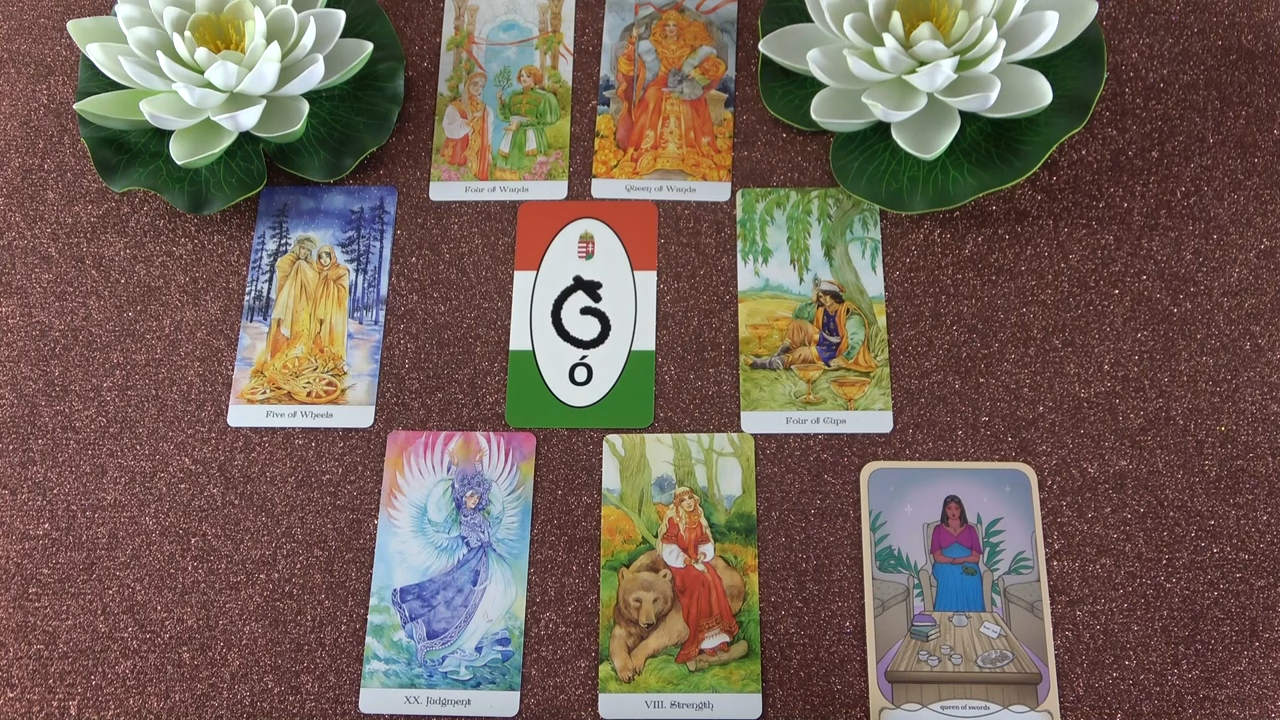 Four of Wands
Queen of Wands
Five of Wheels
Ó
Four of Cups
XX. Judgment
VIII. Strength
queen of swords